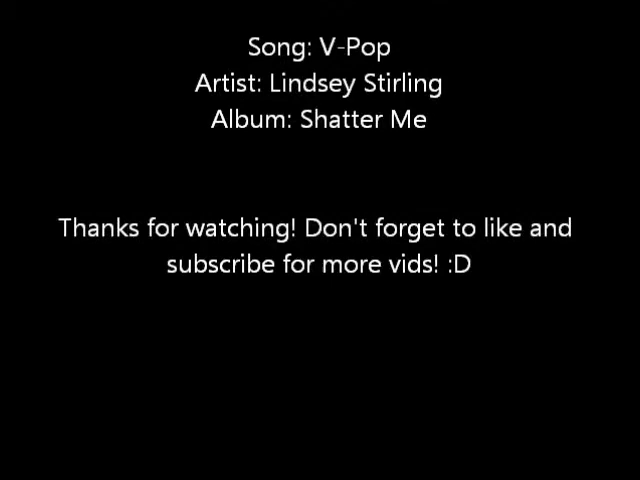 Song: V-Pop
Artist: Lindsey Stirling
Album: Shatter Me
Thanks for watching! Don't forget to like and
subscribe for more vids! :D